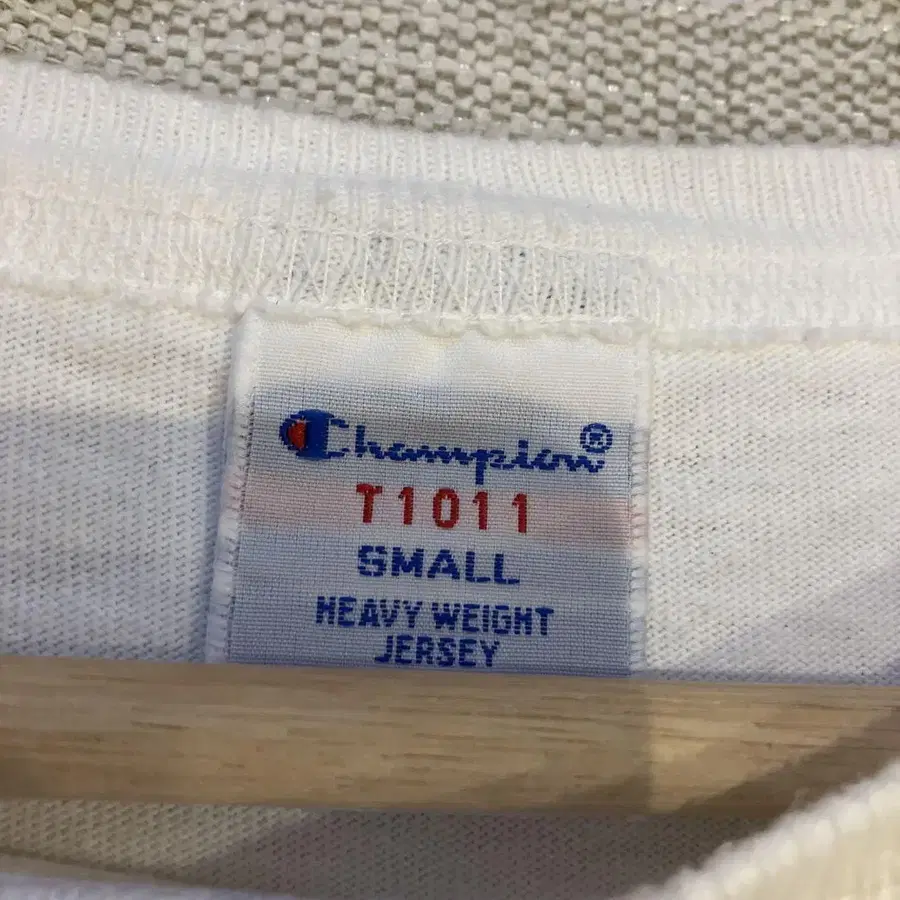 Champion®
T1011
SMALL
HEAVY WEIGHT
JERSEY